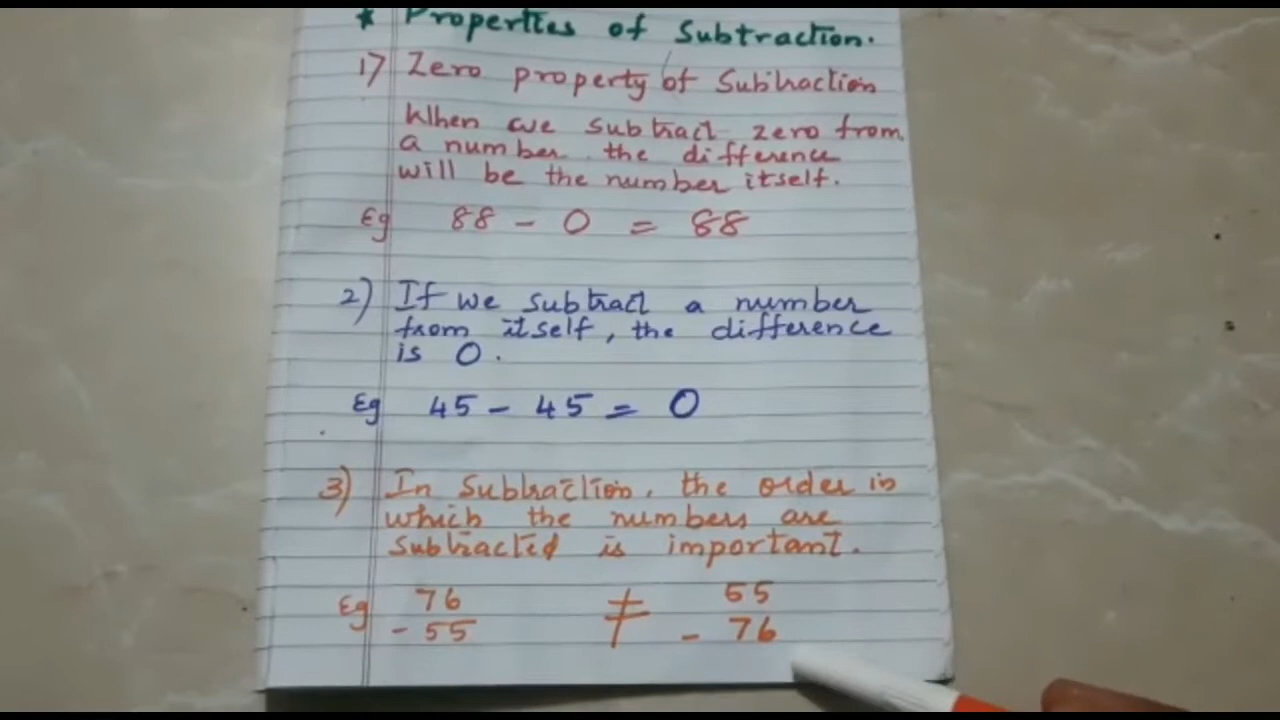 * Properties of Subtraction.
1) Zero property of Subtraction
When we subtract zero from
a number the difference
will be the number itself.
Eg 88 - 0 = 88
2) If we subtract a number
from itself, the difference
is 0.
Eg 45 - 45 = 0
3) In Subtraction, the order in
which the numbers are
subtracted is important.
Eg 76 ≠ 55
- 55 - 76